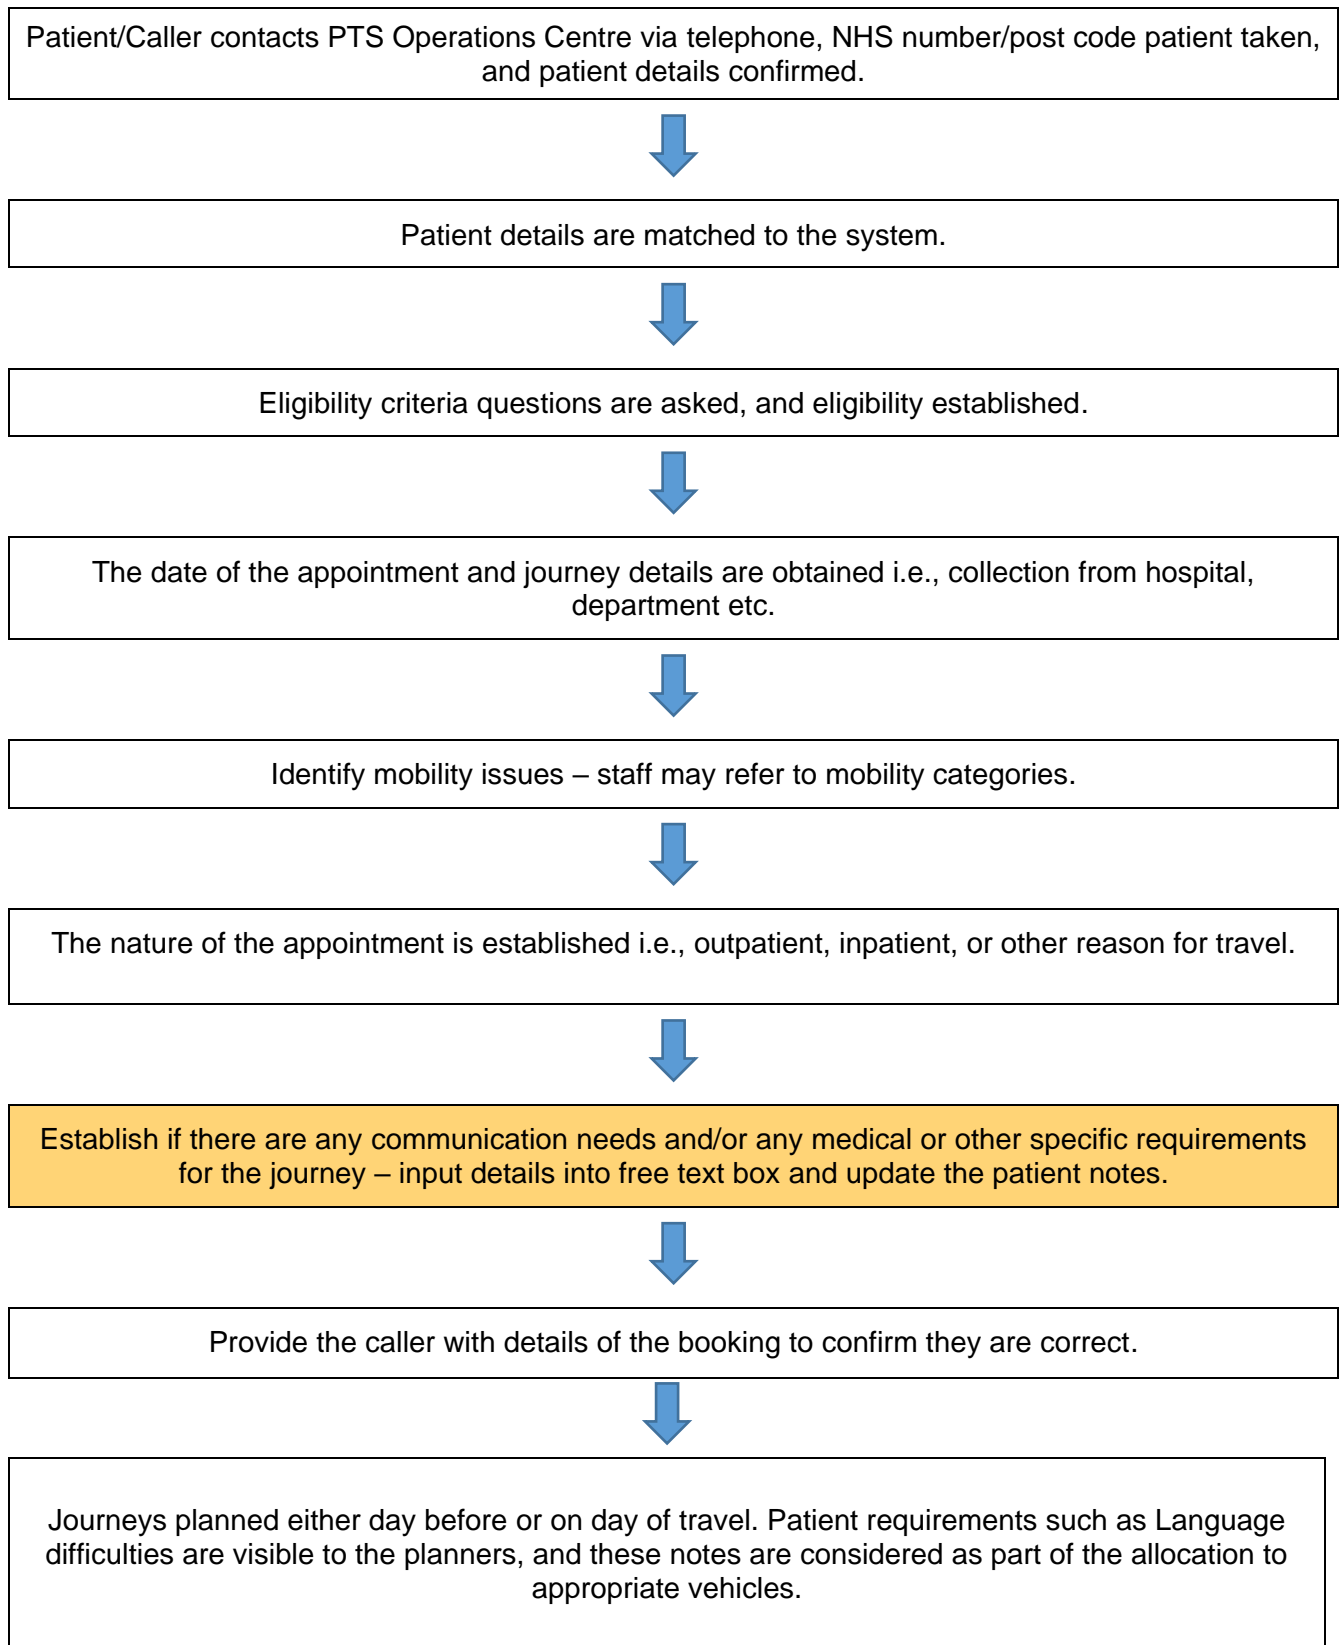 Patient/Caller contacts PTS Operations Centre via telephone, NHS number/post code patient taken,
and patient details confirmed.
Patient details are matched to the system.
Eligibility criteria questions are asked, and eligibility established.
The date of the appointment and journey details are obtained i.e., collection from hospital,
department etc.
Identify mobility issues – staff may refer to mobility categories.
The nature of the appointment is established i.e., outpatient, inpatient, or other reason for travel.
Establish if there are any communication needs and/or any medical or other specific requirements
for the journey – input details into free text box and update the patient notes.
Provide the caller with details of the booking to confirm they are correct.
Journeys planned either day before or on day of travel. Patient requirements such as Language
difficulties are visible to the planners, and these notes are considered as part of the allocation to
appropriate vehicles.